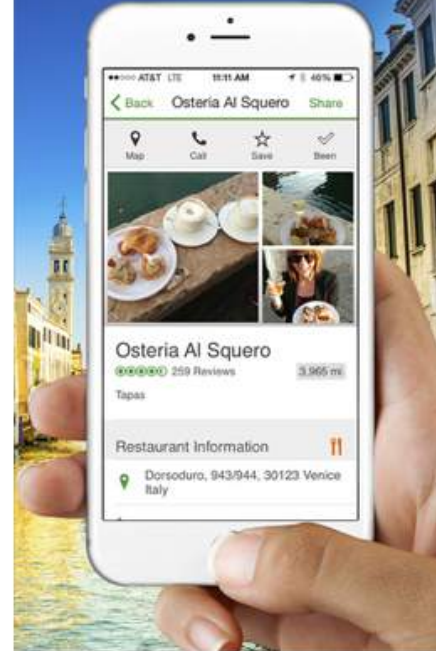 AT&T LTE 11:11 AM 46%
Back Osteria Al Squero Share
Map Call Save Been
Osteria Al Squero
259 Reviews 3,965 mi
Tapas
Restaurant Information
Dorsoduro, 943/944, 30123 Venice
Italy